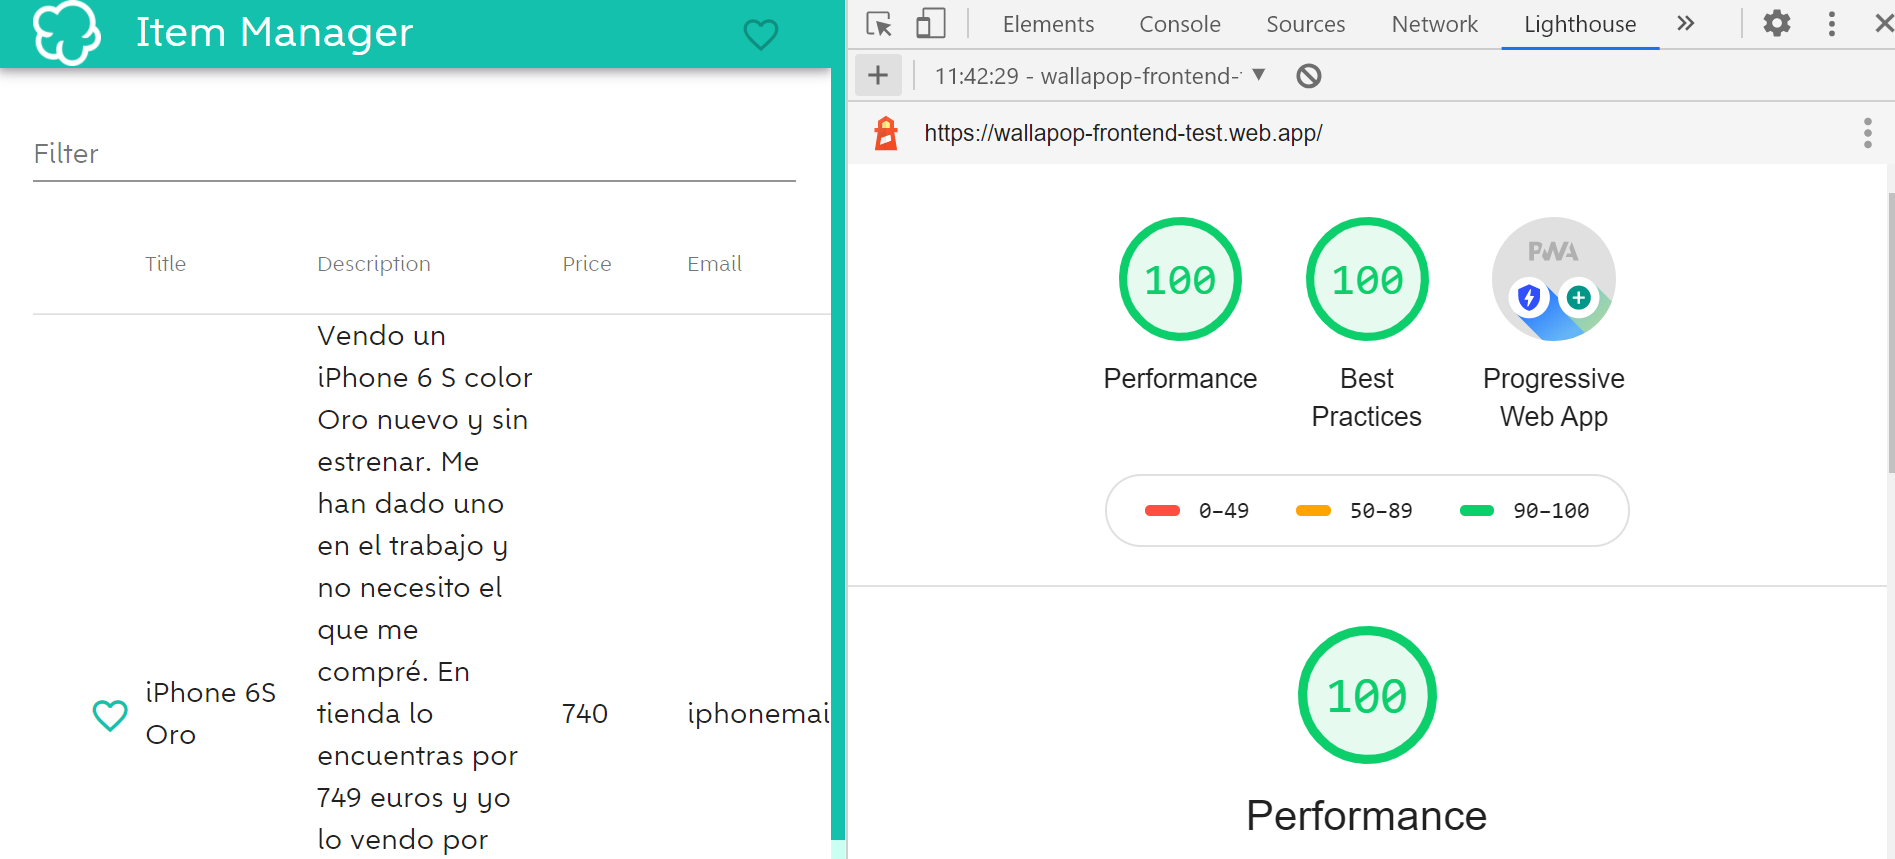 Item Manager
Filter
Title Description Price Email
Vendo un
iPhone 6 S color
Oro nuevo y sin
estrenar. Me
han dado uno
en el trabajo y
no necesito el
que me
compré. En
tienda lo
encuentras por
749 euros y yo
lo vendo por
iPhone 6S
Oro
740
iphonemai
Elements Console Sources Network Lighthouse
11:42:29 - wallapop-frontend-
https://wallapop-frontend-test.web.app/
100 100 PWA
Performance
Best
Practices
Progressive
Web App
0–49 50–89 90–100
100
Performance